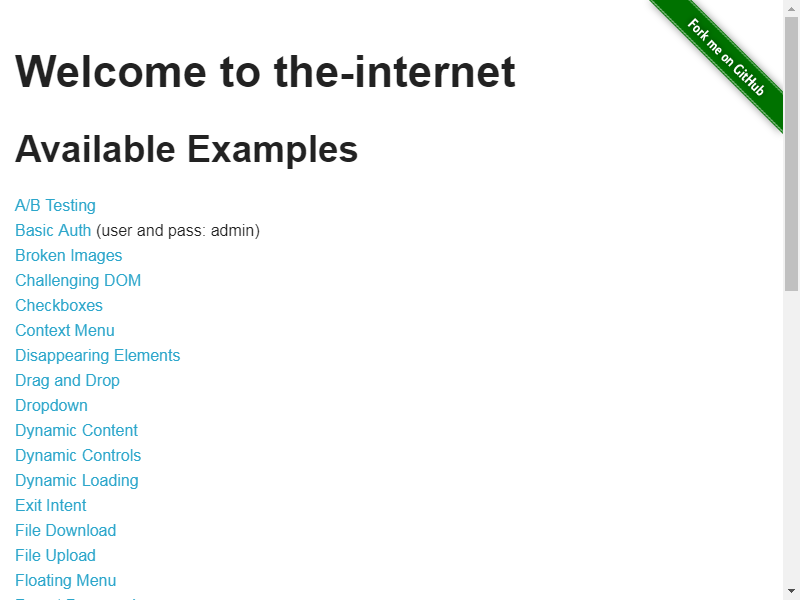 Fork me on GitHub
Welcome to the-internet
Available Examples
A/B Testing
Basic Auth (user and pass: admin)
Broken Images
Challenging DOM
Checkboxes
Context Menu
Disappearing Elements
Drag and Drop
Dropdown
Dynamic Content
Dynamic Controls
Dynamic Loading
Exit Intent
File Download
File Upload
Floating Menu